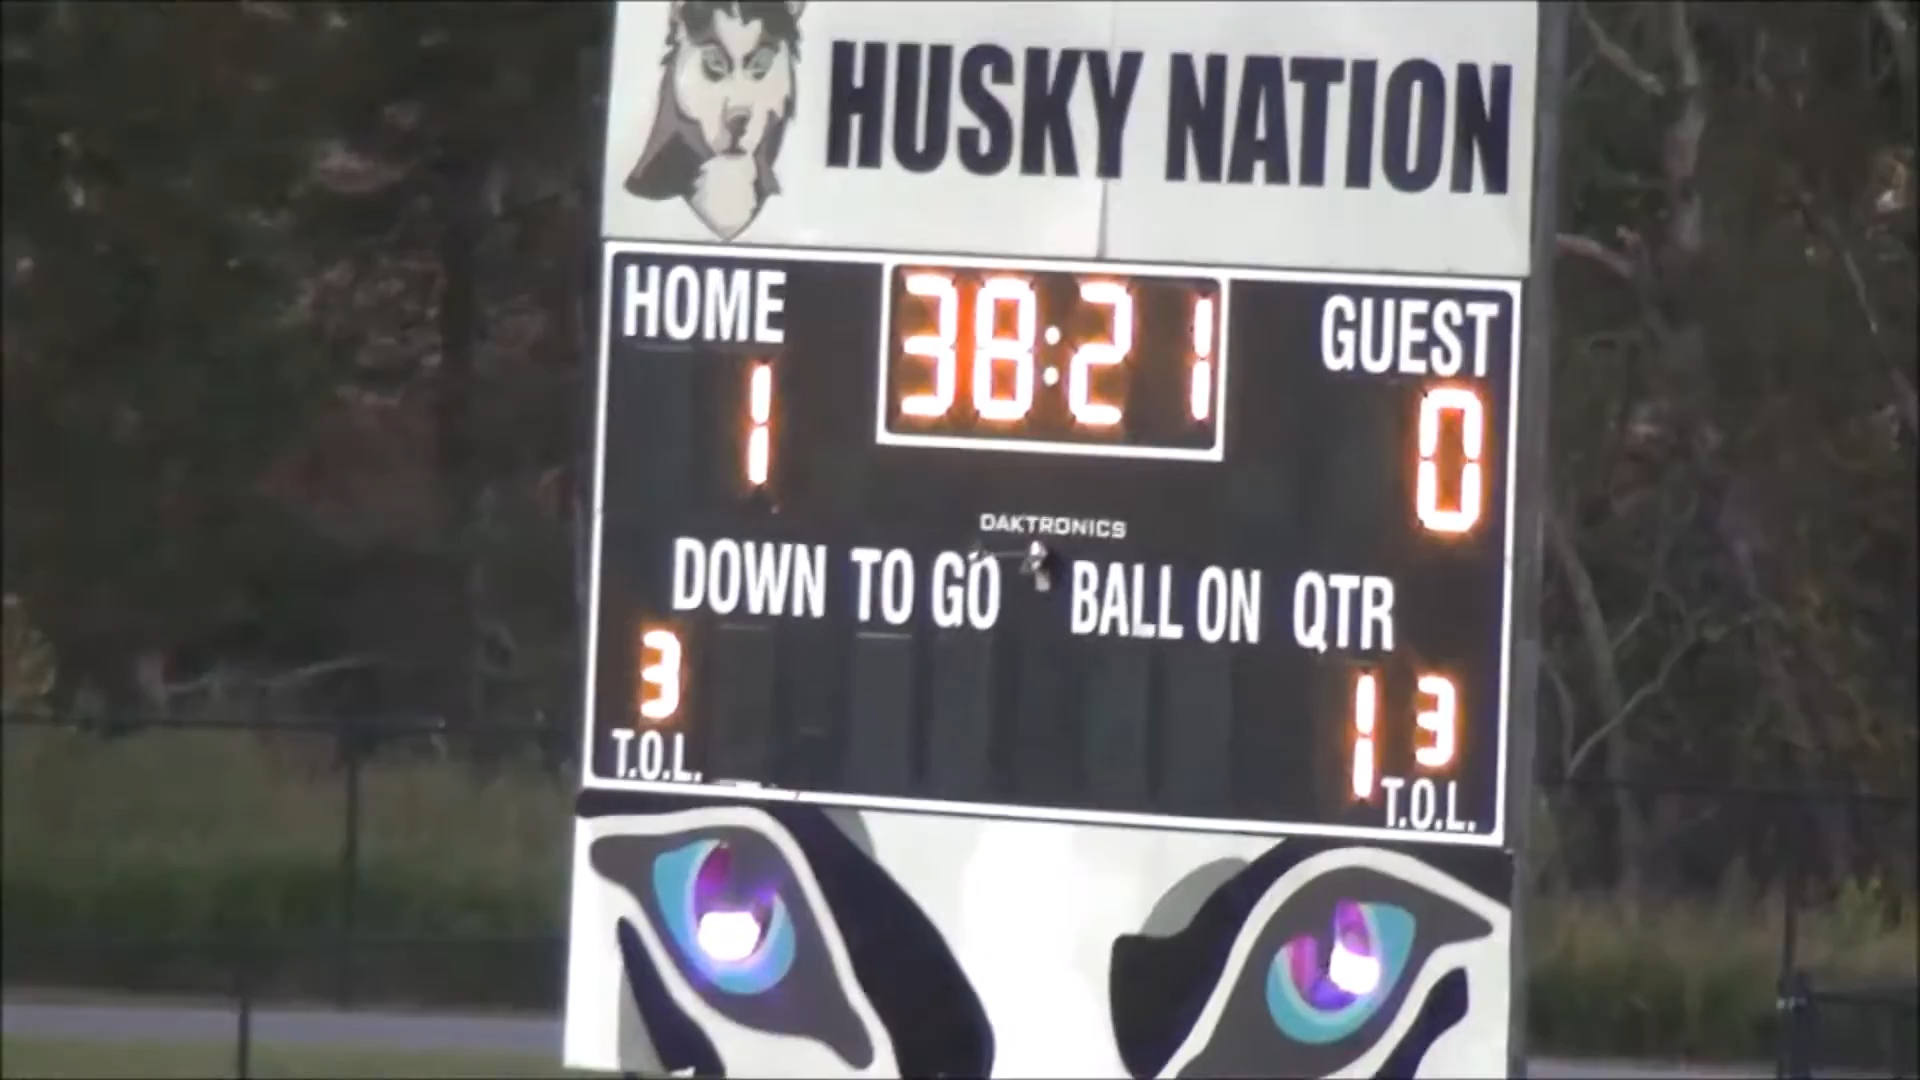 HUSKY NATION
HOME 38:21 GUEST
1 0
DAKTRONICS
DOWN TO GO BALL ON QTR
3 1 3
T.O.L. T.O.L.